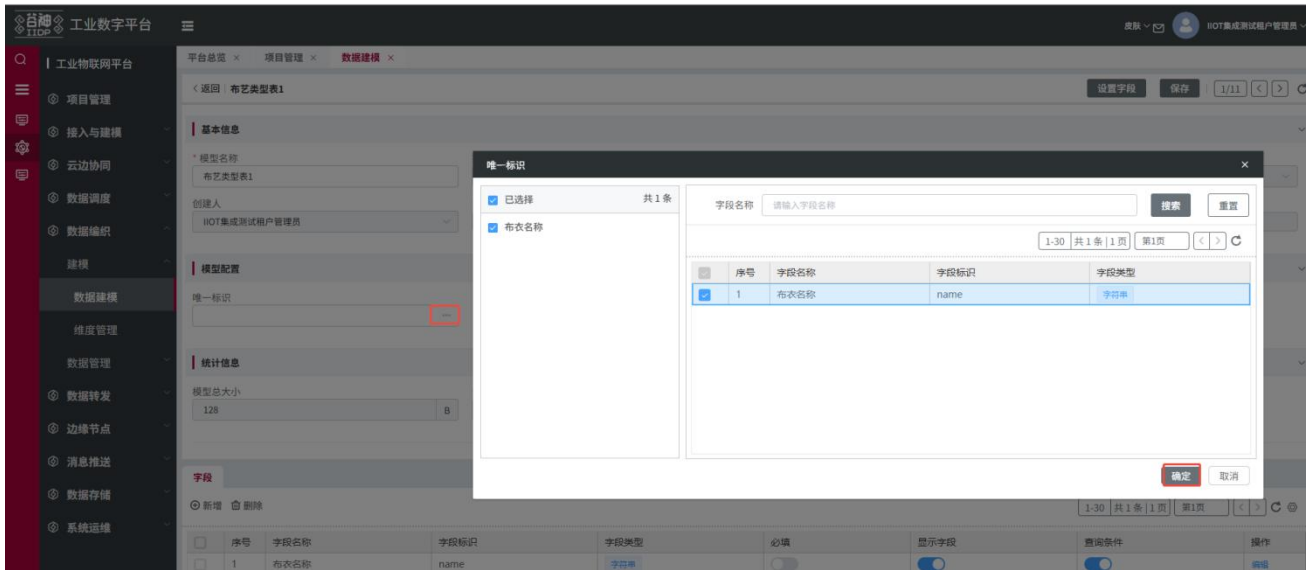 谷神 IIDP 工业数字平台
皮肤
IIOT集成测试租户管理员
工业物联网平台
项目管理
接入与建模
云边协同
数据调度
数据编织
建模
数据建模
维度管理
数据管理
数据转发
边缘节点
消息推送
数据存储
系统运维
平台总览 × 项目管理 × 数据建模 ×
返回 布艺类型表1
设置字段 保存 1/11
基本信息
* 模型名称
布艺类型表1
创建人
IIOT集成测试租户管理员
模型配置
唯一标识
统计信息
模型总大小
128 B
唯一标识 ×
已选择 共1条
布衣名称
字段名称 请输入字段名称 搜索 重置
1-30 共1条|1页 第1页
序号 字段名称 字段标识 字段类型
1 布衣名称 name 字符串
确定 取消
字段
新增 删除
1-30 共1条|1页 第1页
序号 字段名称 字段标识 字段类型 必填 显示字段 查询条件 操作
1 布衣名称 name 字符串 编辑